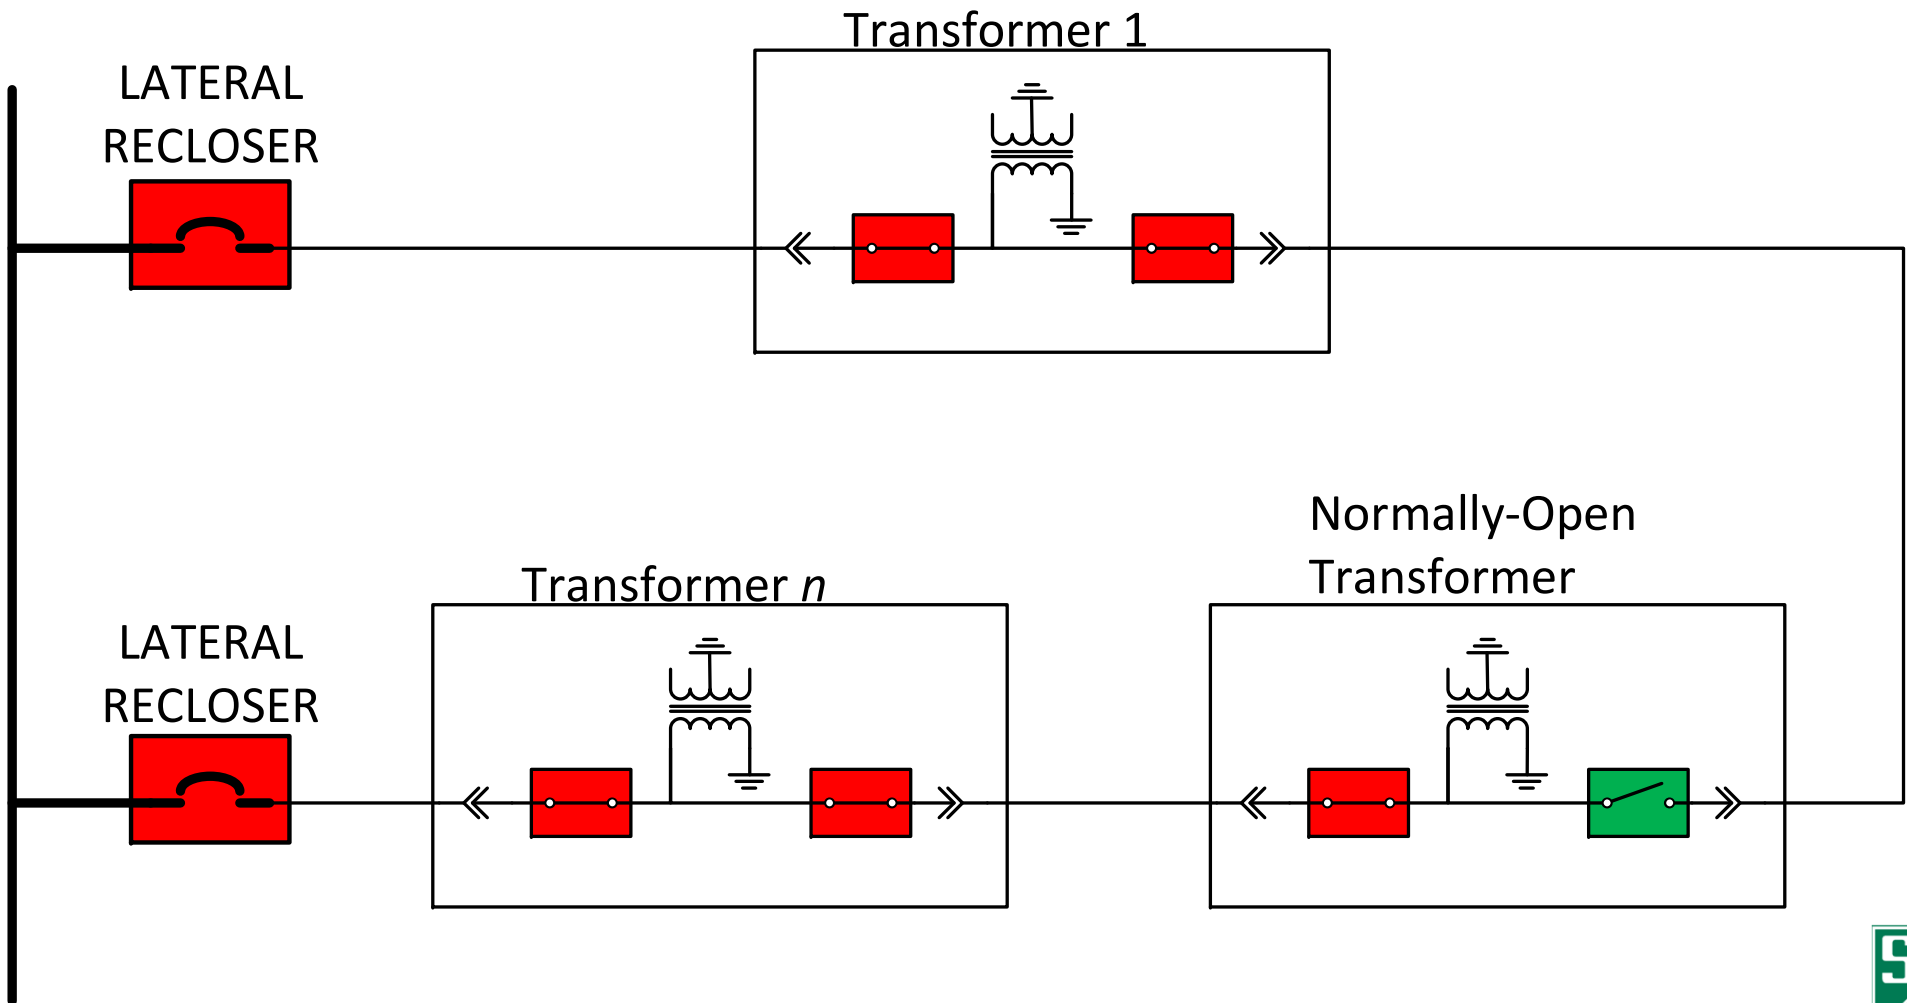 Transformer 1
LATERAL
RECLOSER
Normally-Open
Transformer
Transformer n
LATERAL
RECLOSER
S